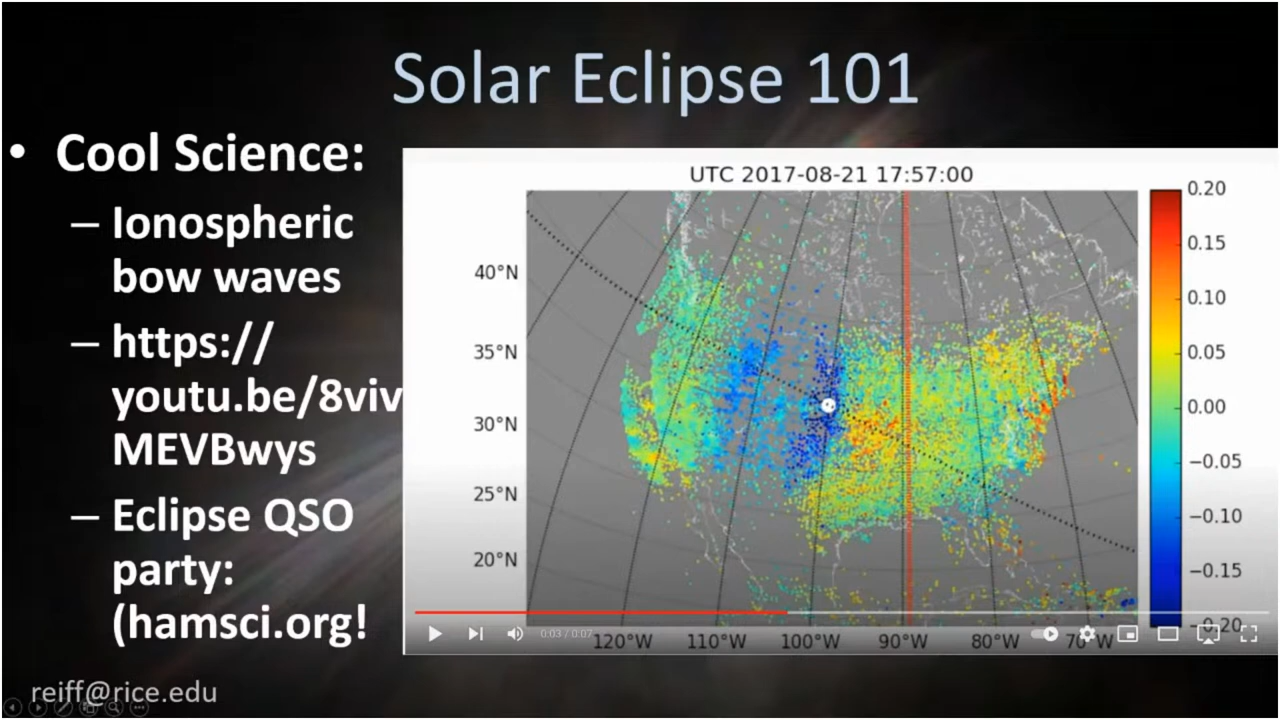 Solar Eclipse 101
• Cool Science:
– Ionospheric
bow waves
– https://
youtu.be/8viv
MEVBwys
– Eclipse QSO
party:
(hamsci.org!
reiff@rice.edu
UTC 2017-08-21 17:57:00
40°N
35°N
30°N
25°N
20°N
120°W 110°W 100°W 90°W 80°W 70°W
0.20
0.15
0.10
0.05
0.00
−0.05
−0.10
−0.15
−0.20
0:03 / 0:07